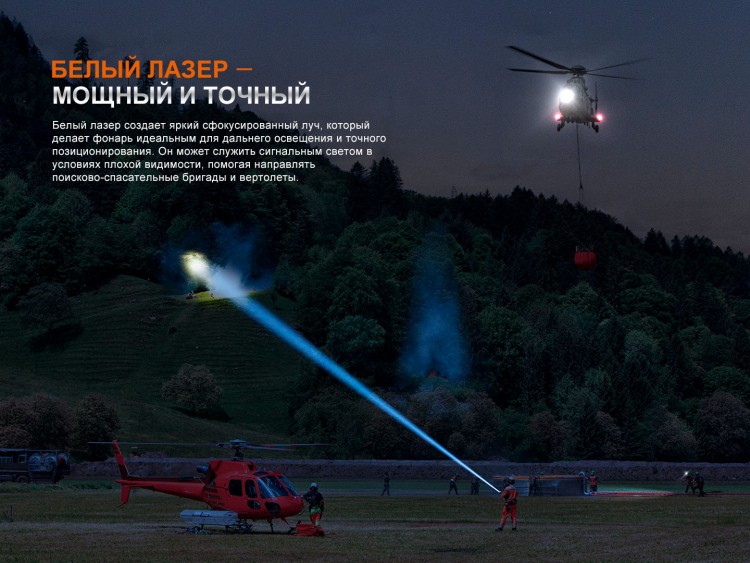 БЕЛЫЙ ЛАЗЕР –
МОЩНЫЙ И ТОЧНЫЙ
Белый лазер создает яркий сфокусированный луч, который
делает фонарь идеальным для дальнего освещения и точного
позиционирования. Он может служить сигнальным светом в
условиях плохой видимости, помогая направлять
поисково-спасательные бригады и вертолеты.